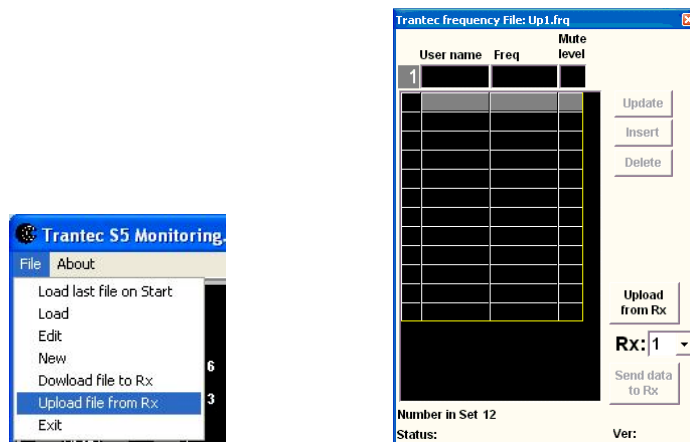 Trantec S5 Monitoring.
File About
Load last file on Start
Load
Edit
New
Dowload file to Rx
Upload file from Rx
Exit
6
3
Trantec frequency File: Up1.frq
User name Freq Mute level
1
Update
Insert
Delete
Upload
from Rx
Rx: 1
Send data
to Rx
Number in Set 12
Status: Ver: